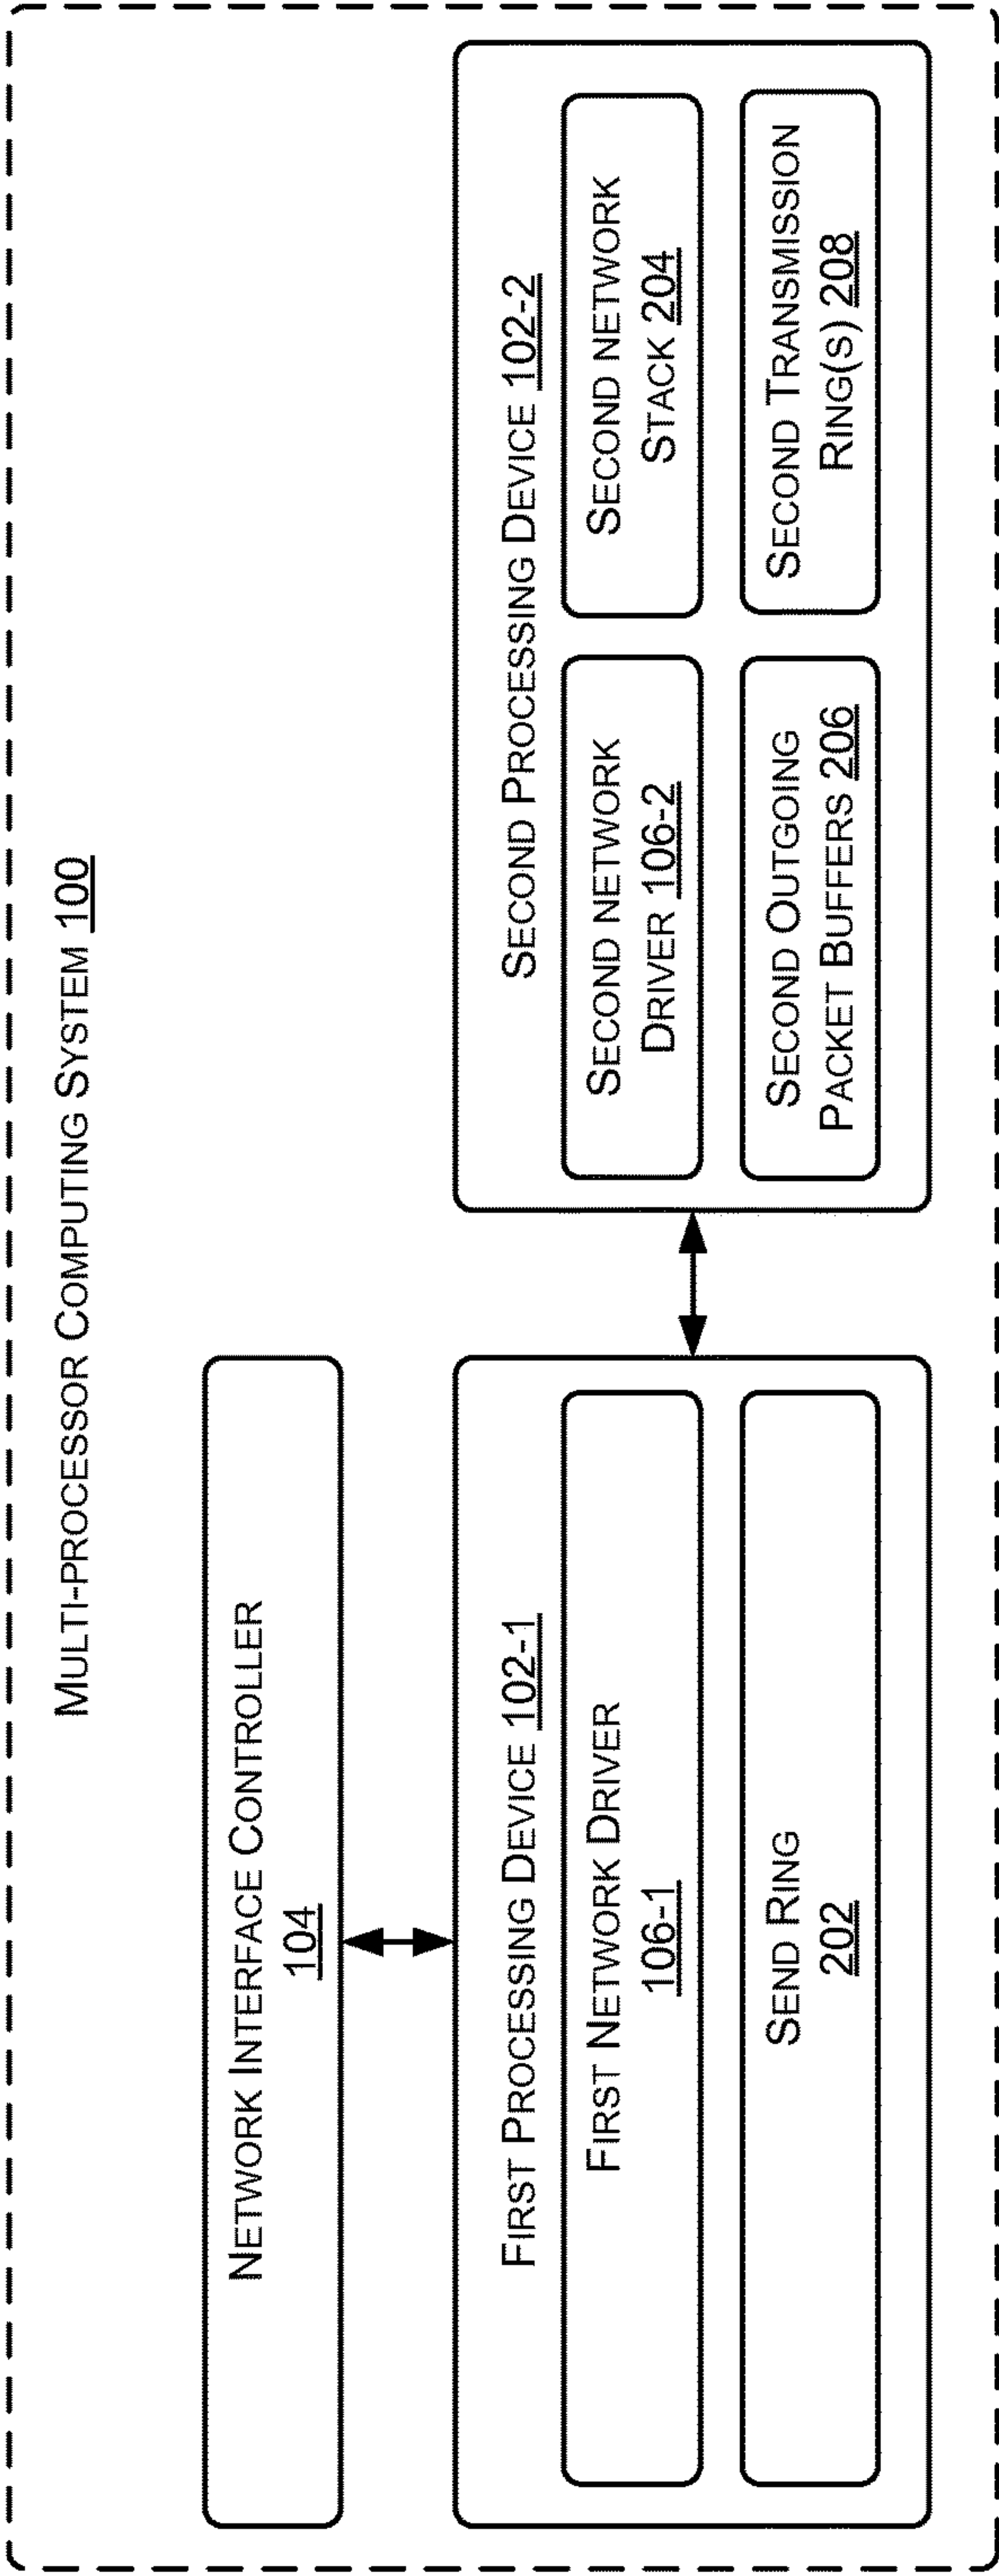 MULTI-PROCESSOR COMPUTING SYSTEM 100
NETWORK INTERFACE CONTROLLER
104
FIRST PROCESSING DEVICE 102-1
FIRST NETWORK DRIVER
106-1
SEND RING
202
SECOND PROCESSING DEVICE 102-2
SECOND NETWORK
DRIVER 106-2
SECOND NETWORK
STACK 204
SECOND OUTGOING
PACKET BUFFERS 206
SECOND TRANSMISSION
RING(S) 208